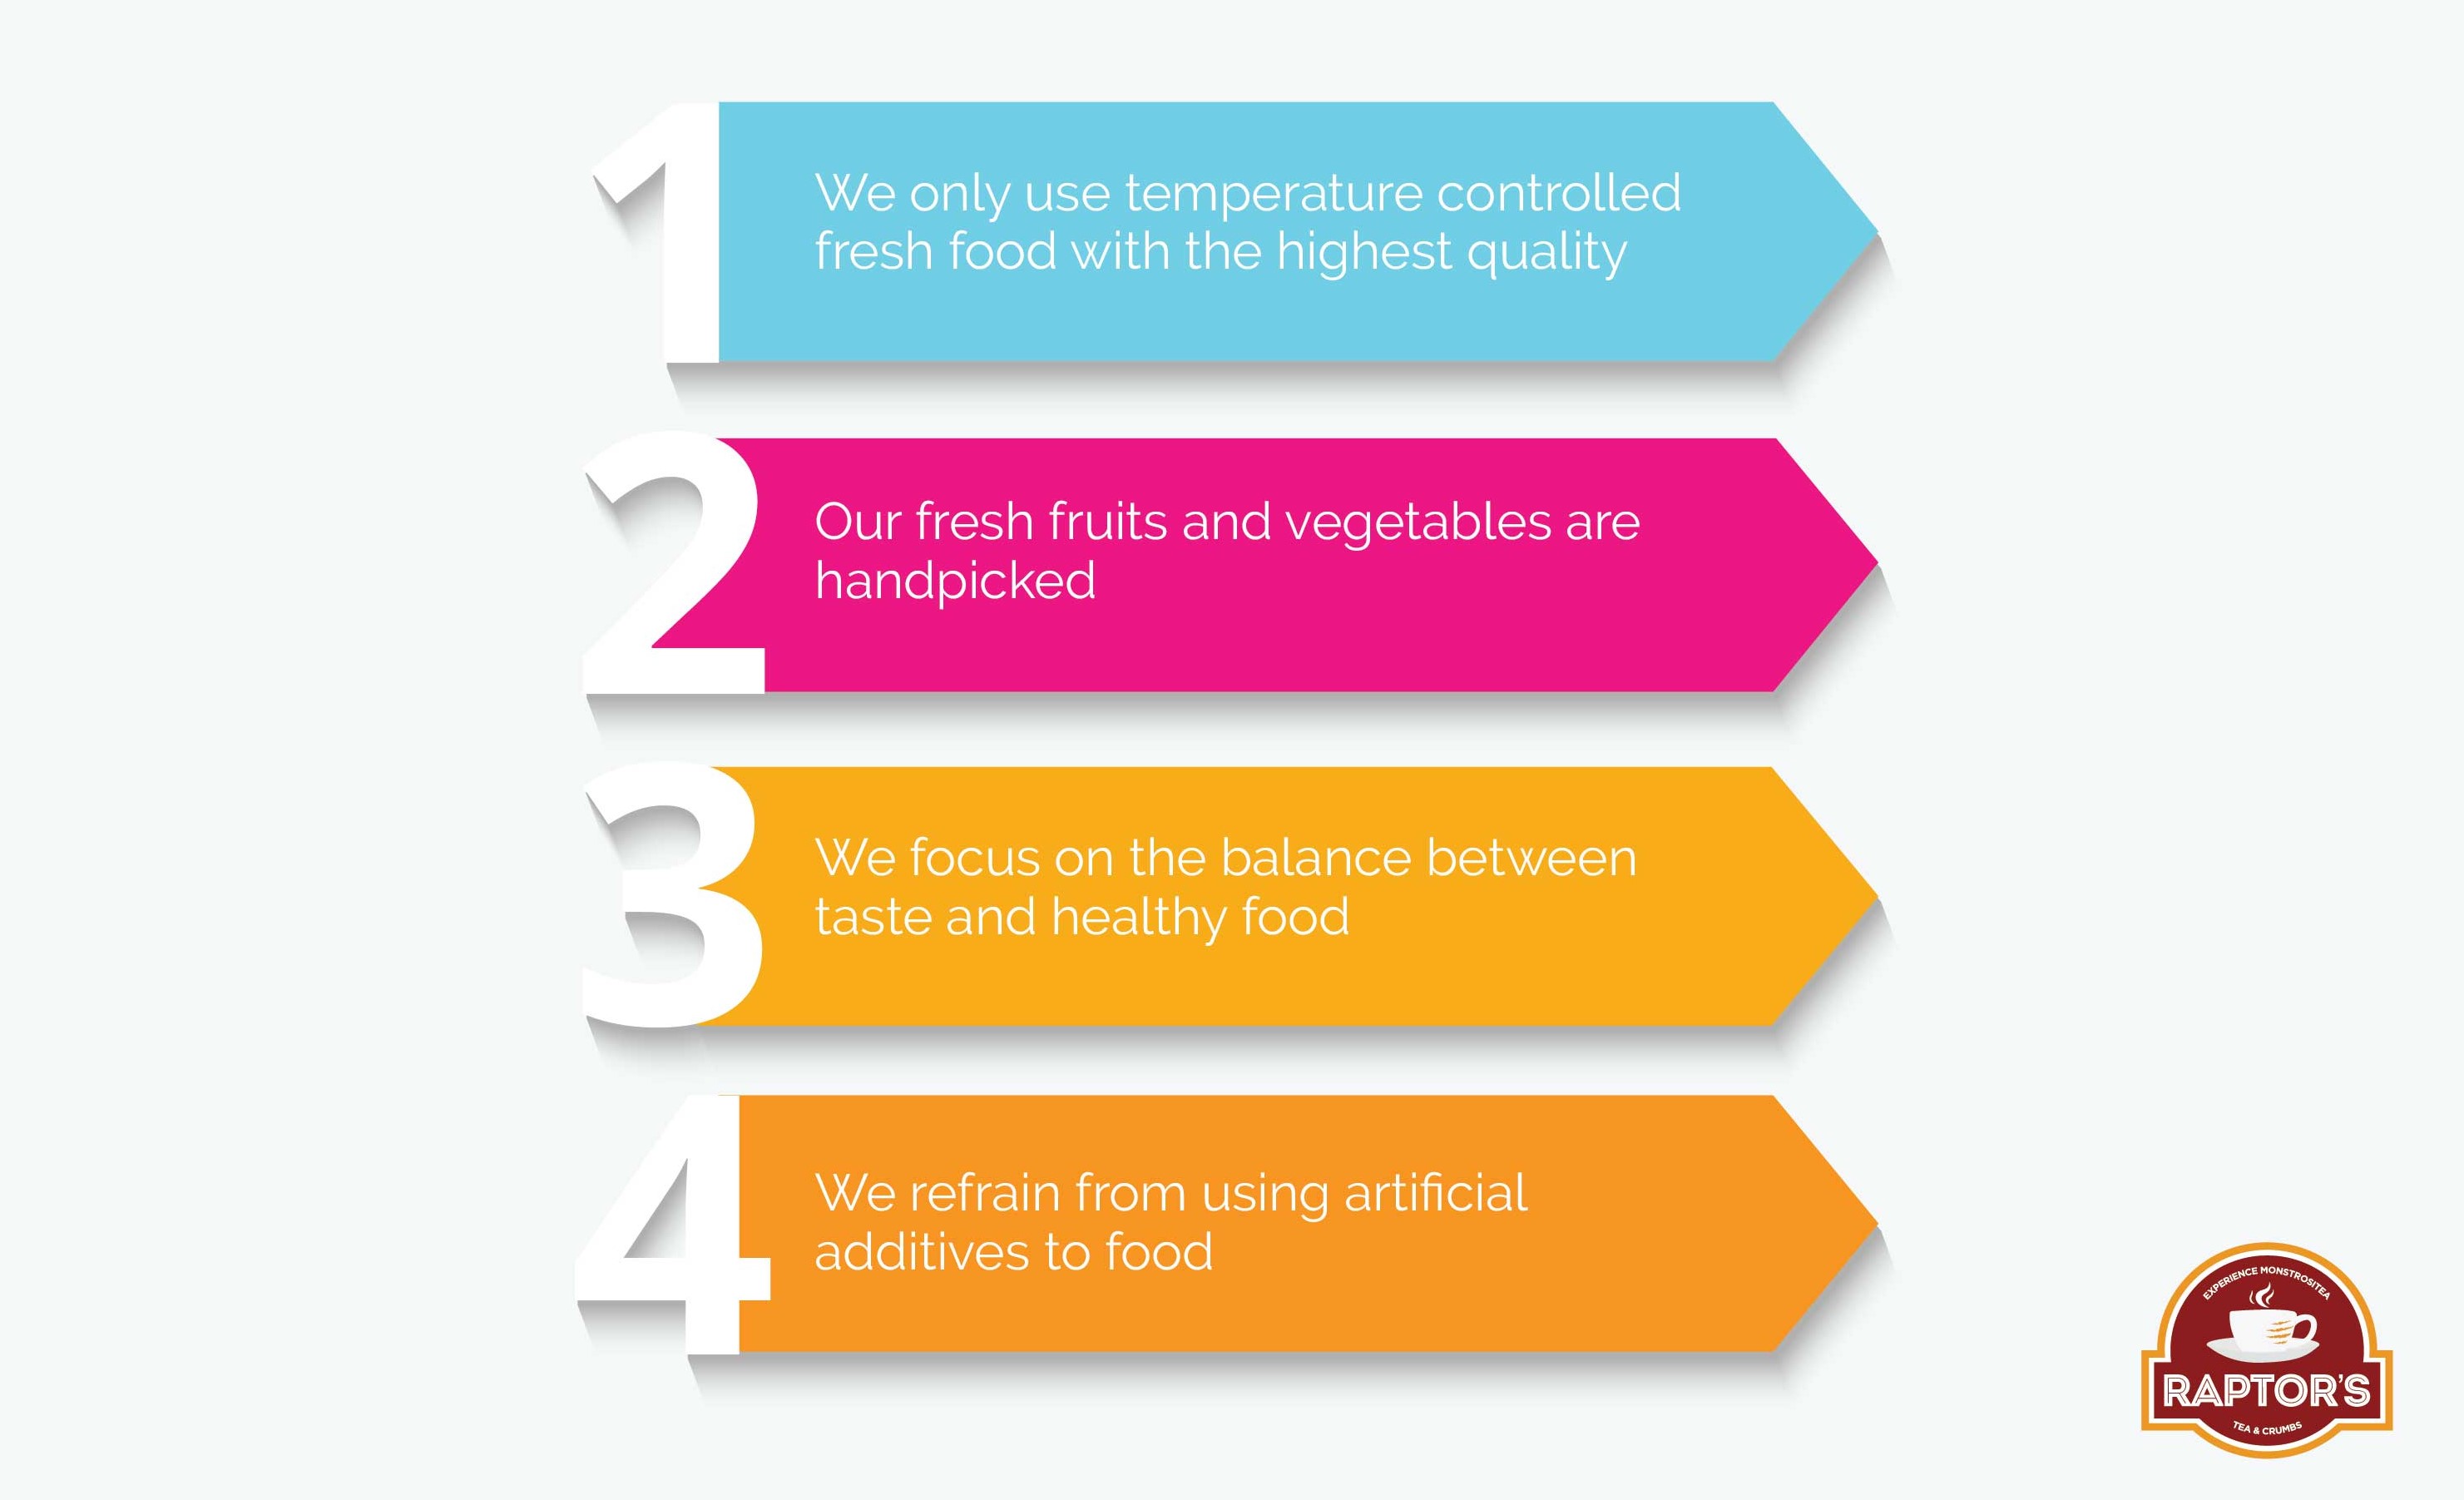 1
We only use temperature controlled
fresh food with the highest quality
2
Our fresh fruits and vegetables are
handpicked
3
We focus on the balance between
taste and healthy food
4
We refrain from using artificial
additives to food
EXPERIENCE MONSTROSITEA
RAPTOR'S
TEA & CRUMBS